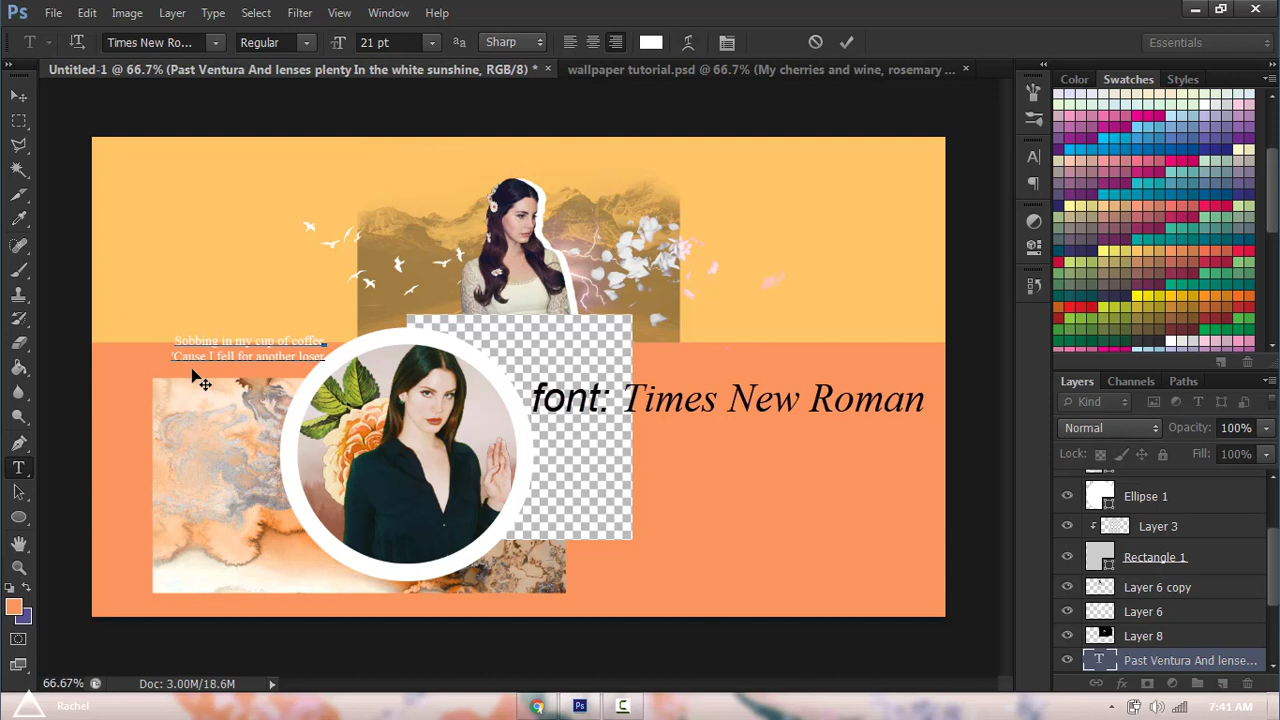 Ps File Edit Image Layer Type Select Filter View Window Help
T Times New Ro... Regular 21 pt Sharp Essentials
Untitled-1 @ 66.7% (Past Ventura And lenses plenty In the white sunshine, RGB/8) * × wallpaper tutorial.psd @ 66.7% (My cherries and wine, rosemary ... ×
Color Swatches Styles
Sobbing in my cup of coffee
'Cause I fell for another loser
font: Times New Roman
Layers Channels Paths
Kind
Normal Opacity: 100%
Lock: Fill: 100%
Ellipse 1
Layer 3
Rectangle 1
Layer 6 copy
Layer 6
Layer 8
T Past Ventura And lense...
66.67% Doc: 3.00M/18.6M
Rachel Ps 7:41 AM